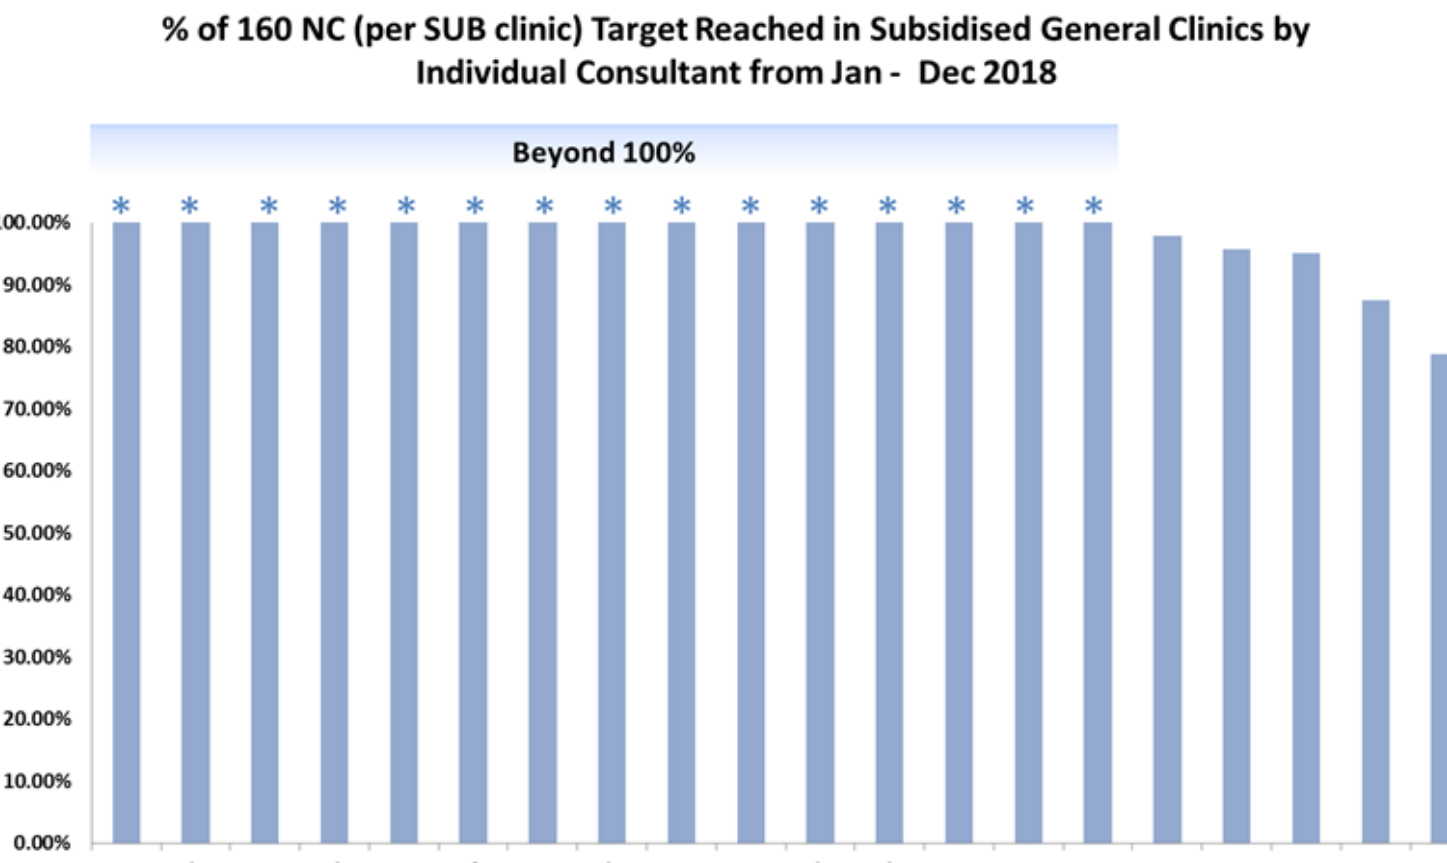 % of 160 NC (per SUB clinic) Target Reached in Subsidised General Clinics by
Individual Consultant from Jan - Dec 2018
Beyond 100%
* * * * * * * * * * * * * * *
00.00%
90.00%
80.00%
70.00%
60.00%
50.00%
40.00%
30.00%
20.00%
10.00%
0.00%